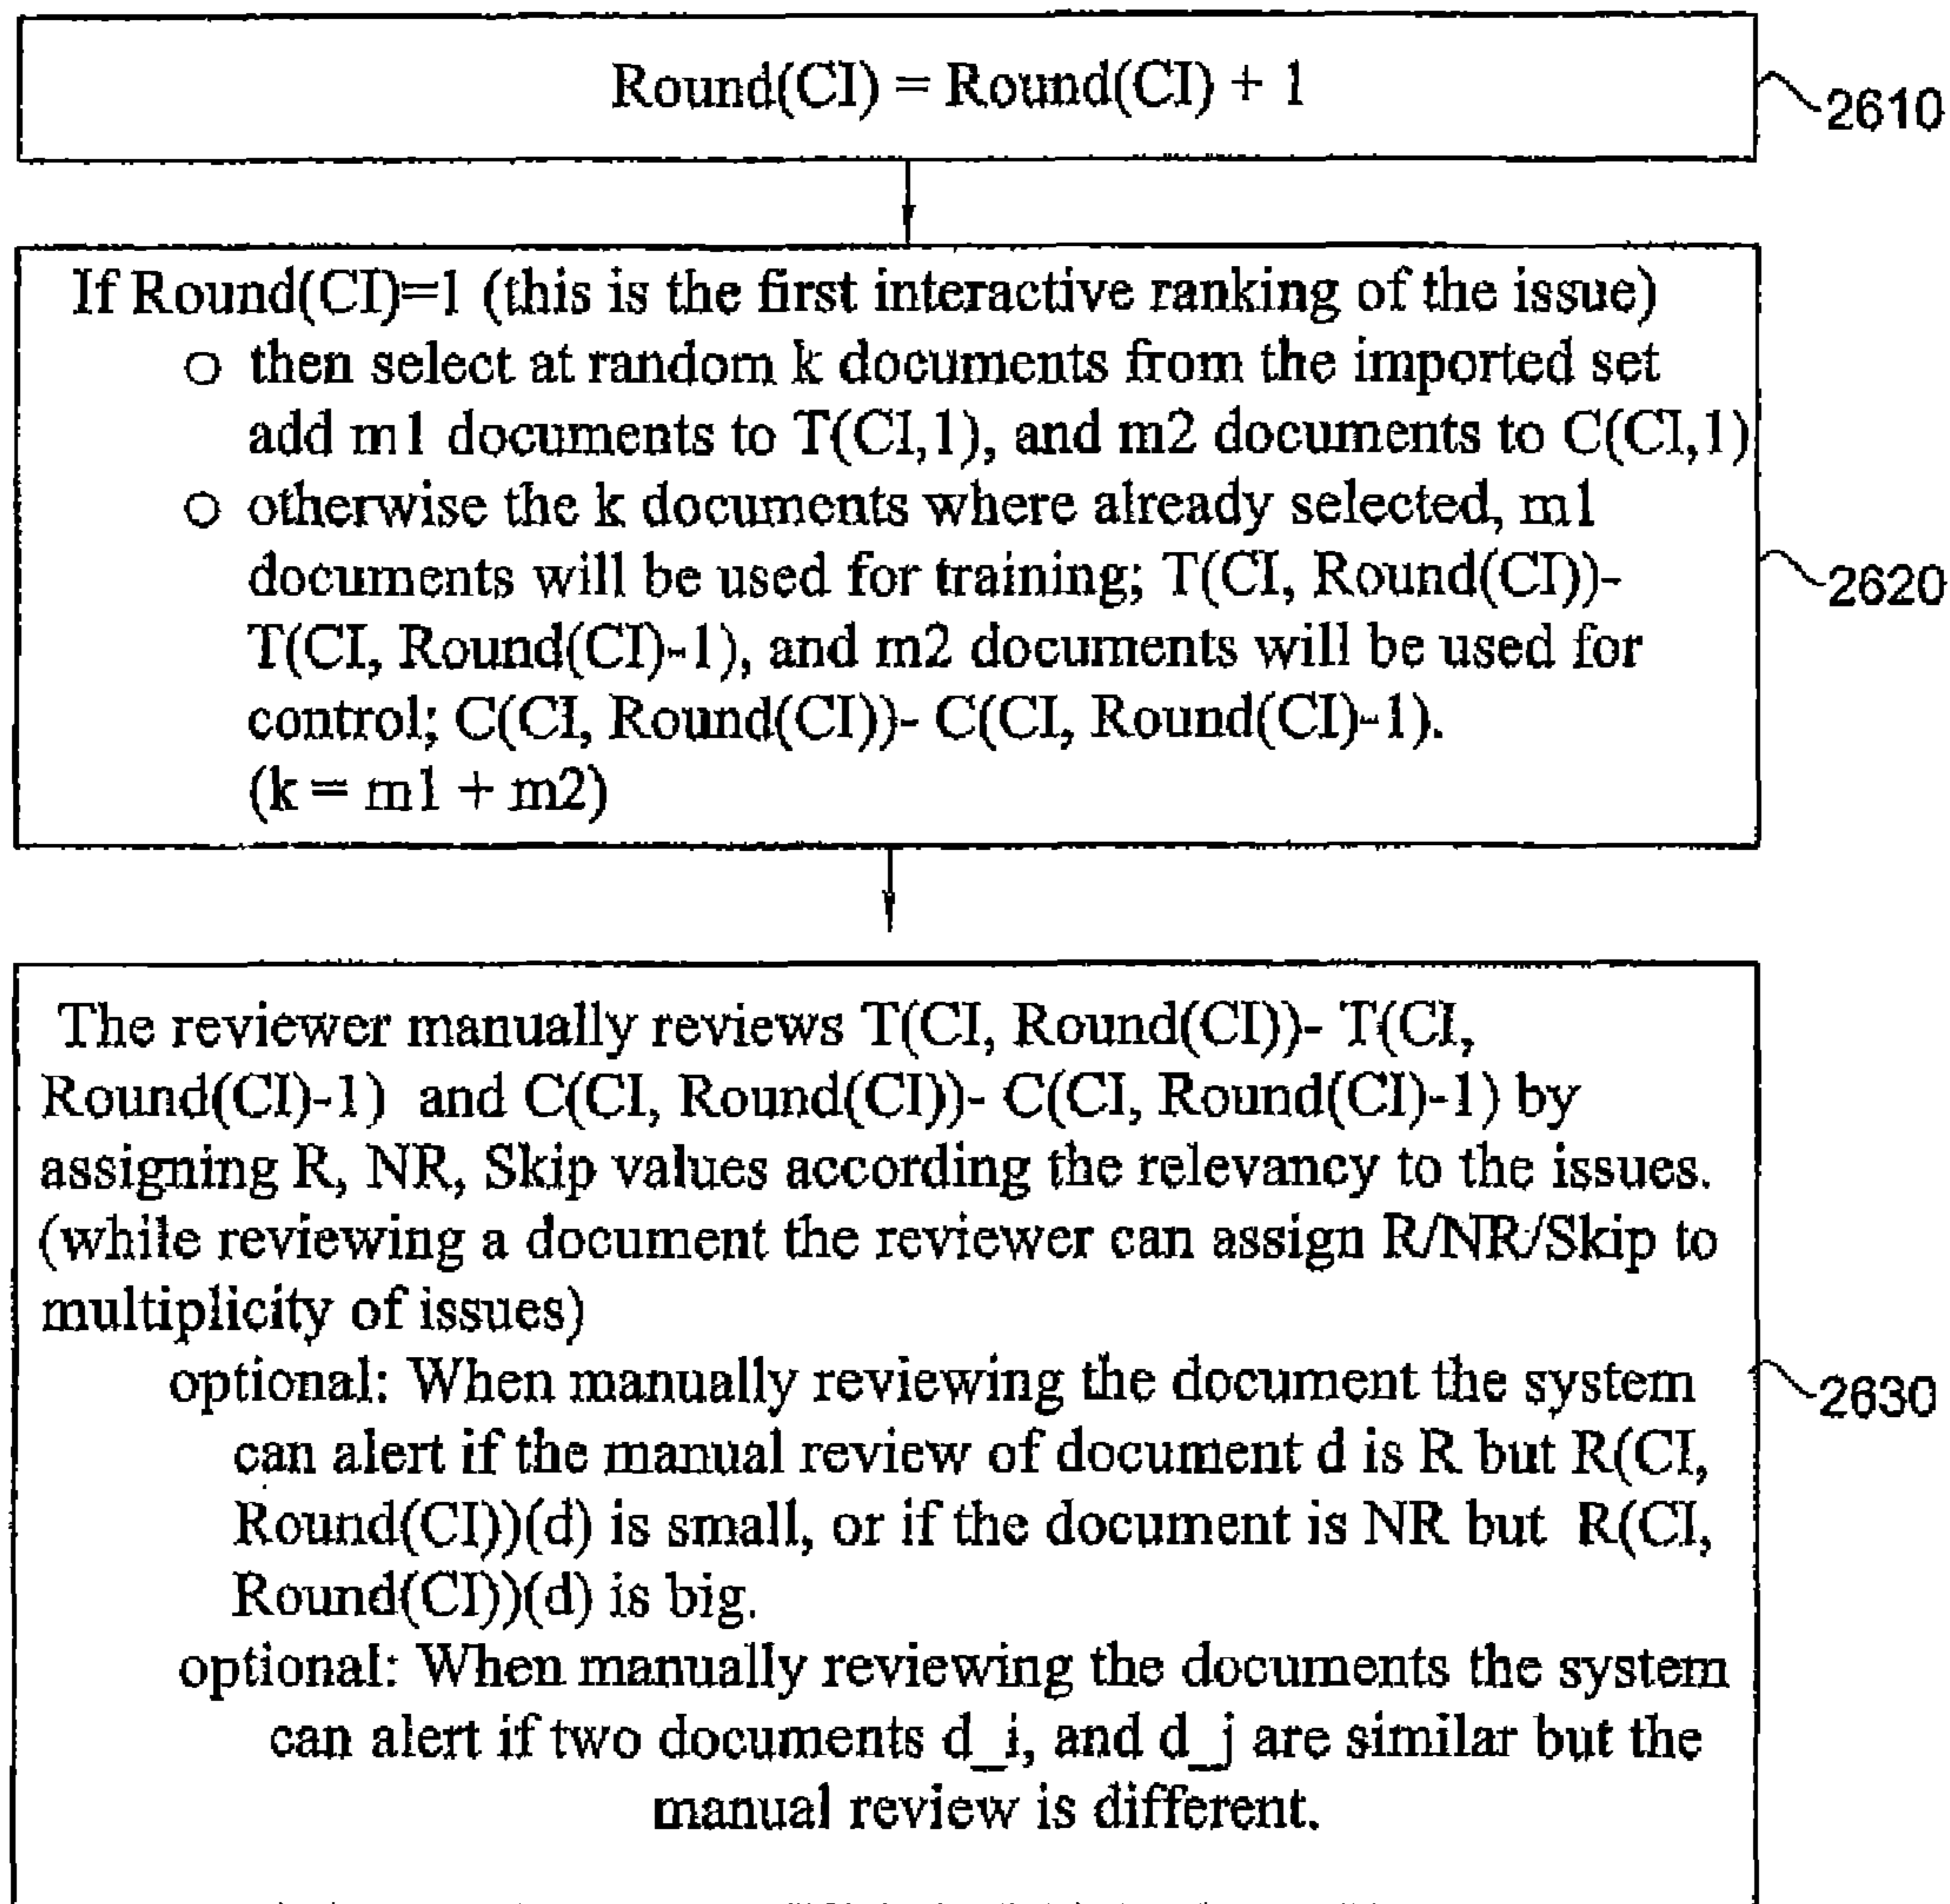 Round(CI) = Round(CI) + 1
2610
If Round(CI)=1 (this is the first interactive ranking of the issue)
○ then select at random k documents from the imported set
add m1 documents to T(CI,1), and m2 documents to C(CI,1)
○ otherwise the k documents where already selected, m1
documents will be used for training; T(CI, Round(CI))-
T(CI, Round(CI)-1), and m2 documents will be used for
control; C(CI, Round(CI))- C(CI, Round(CI)-1).
(k = m1 + m2)
2620
The reviewer manually reviews T(CI, Round(CI))- T(CI,
Round(CI)-1) and C(CI, Round(CI))- C(CI, Round(CI)-1) by
assigning R, NR, Skip values according the relevancy to the issues.
(while reviewing a document the reviewer can assign R/NR/Skip to
multiplicity of issues)
optional: When manually reviewing the document the system
can alert if the manual review of document d is R but R(CI,
Round(CI))(d) is small, or if the document is NR but R(CI,
Round(CI))(d) is big.
optional: When manually reviewing the documents the system
can alert if two documents d_i, and d_j are similar but the
manual review is different.
2630